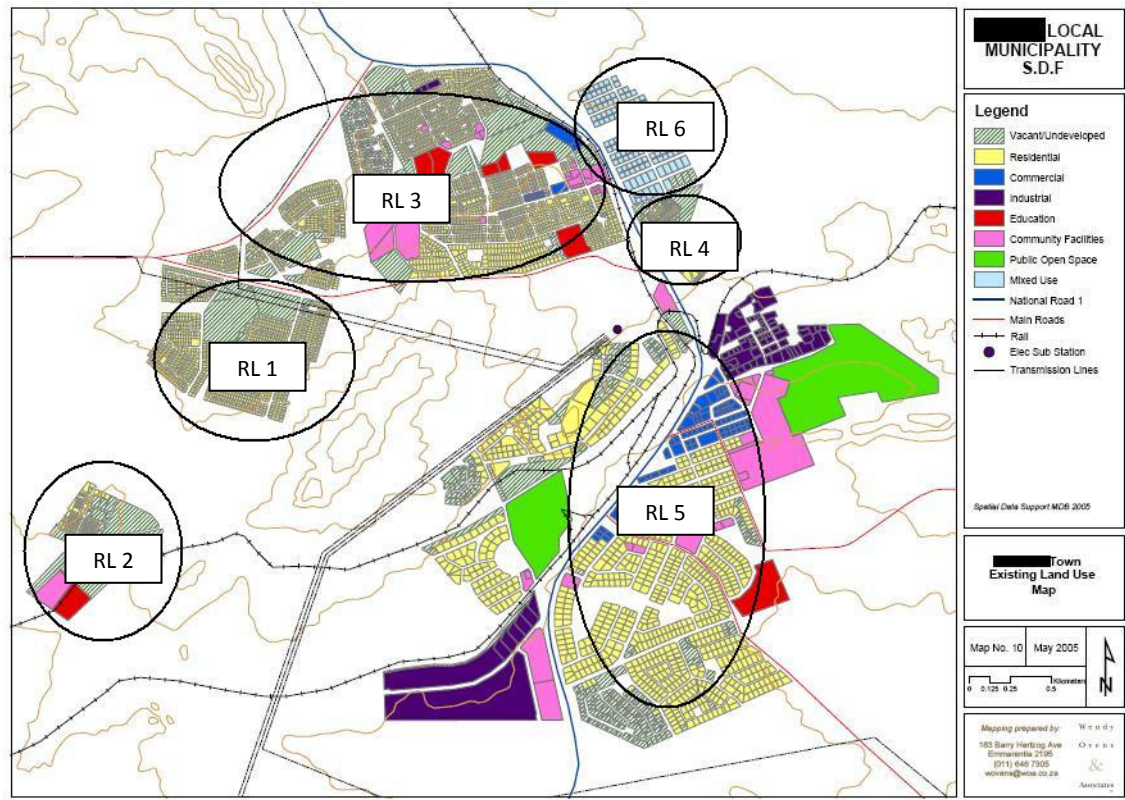 RL 6
RL 3
RL 4
RL 1
RL 5
RL 2
LOCAL
MUNICIPALITY
S.D.F
Legend
Vacant/Undeveloped
Residential
Commercial
Industrial
Education
Community Facilities
Public Open Space
Mixed Use
National Road 1
Main Roads
Rail
Elec Sub Station
Transmission Lines
Spatial Data Support MDB 2005
Town
Existing Land Use
Map
Map No. 10
May 2005
0 0.125 0.25 0.5 Kilometers
N
Mapping prepared by:
163 Barry Hertzog Ave
Emmarentia 2195
(011) 646 7305
wovens@woa.co.za
Wendy
Ovens
&
Associates